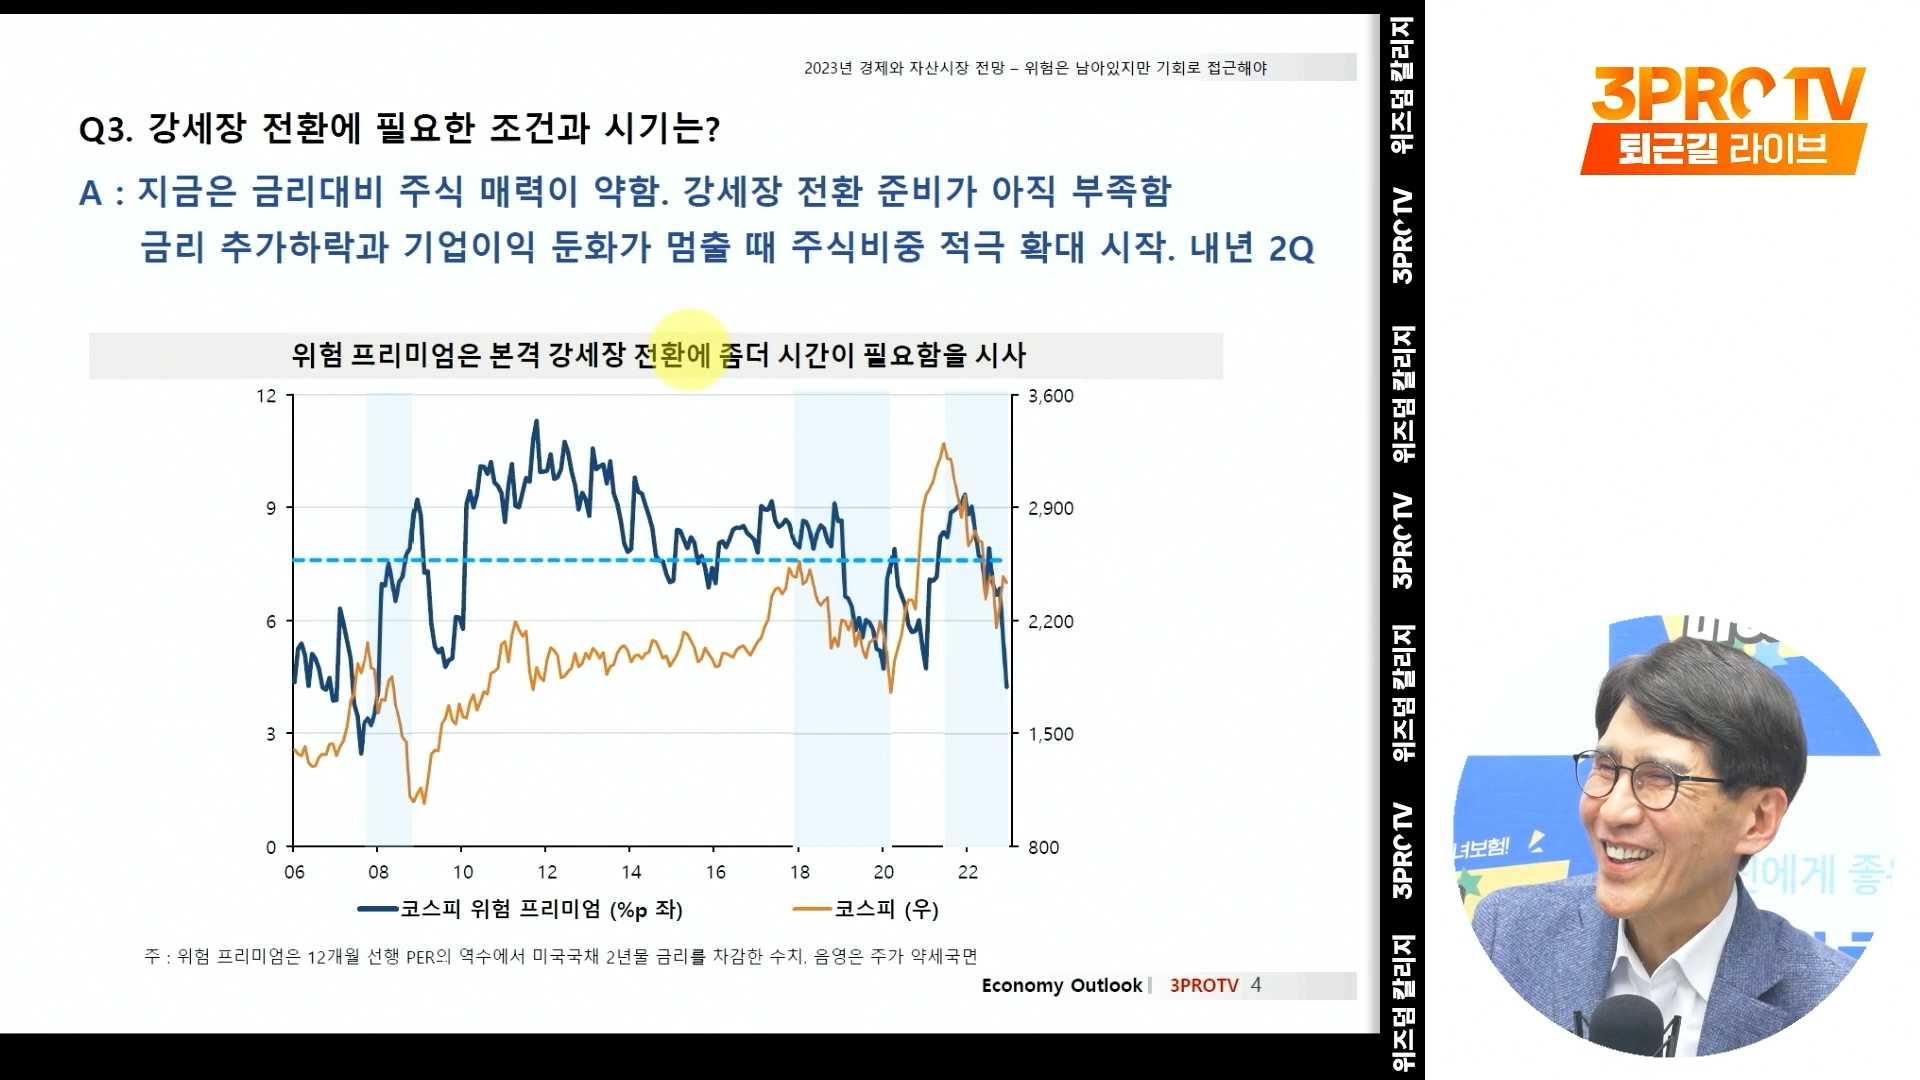 2023년 경제와 자산시장 전망 – 위험은 남아있지만 기회로 접근해야
Q3. 강세장 전환에 필요한 조건과 시기는?
A : 지금은 금리대비 주식 매력이 약함. 강세장 전환 준비가 아직 부족함
금리 추가하락과 기업이익 둔화가 멈출 때 주식비중 적극 확대 시작. 내년 2Q
위험 프리미엄은 본격 강세장 전환에 좀더 시간이 필요함을 시사
12
9
6
3
0
3,600
2,900
2,200
1,500
800
06 08 10 12 14 16 18 20 22
코스피 위험 프리미엄 (%p 좌)
코스피 (우)
주 : 위험 프리미엄은 12개월 선행 PER의 역수에서 미국국채 2년물 금리를 차감한 수치. 음영은 주가 약세국면
Economy Outlook | 3PROTV 4
위즈덤 칼리지
3PROTV
위즈덤 칼리지
3PROTV
위즈덤 칼리지
3PROTV
위즈덤 칼리지
3PROTV
퇴근길 라이브
녀보험!
에게 좋